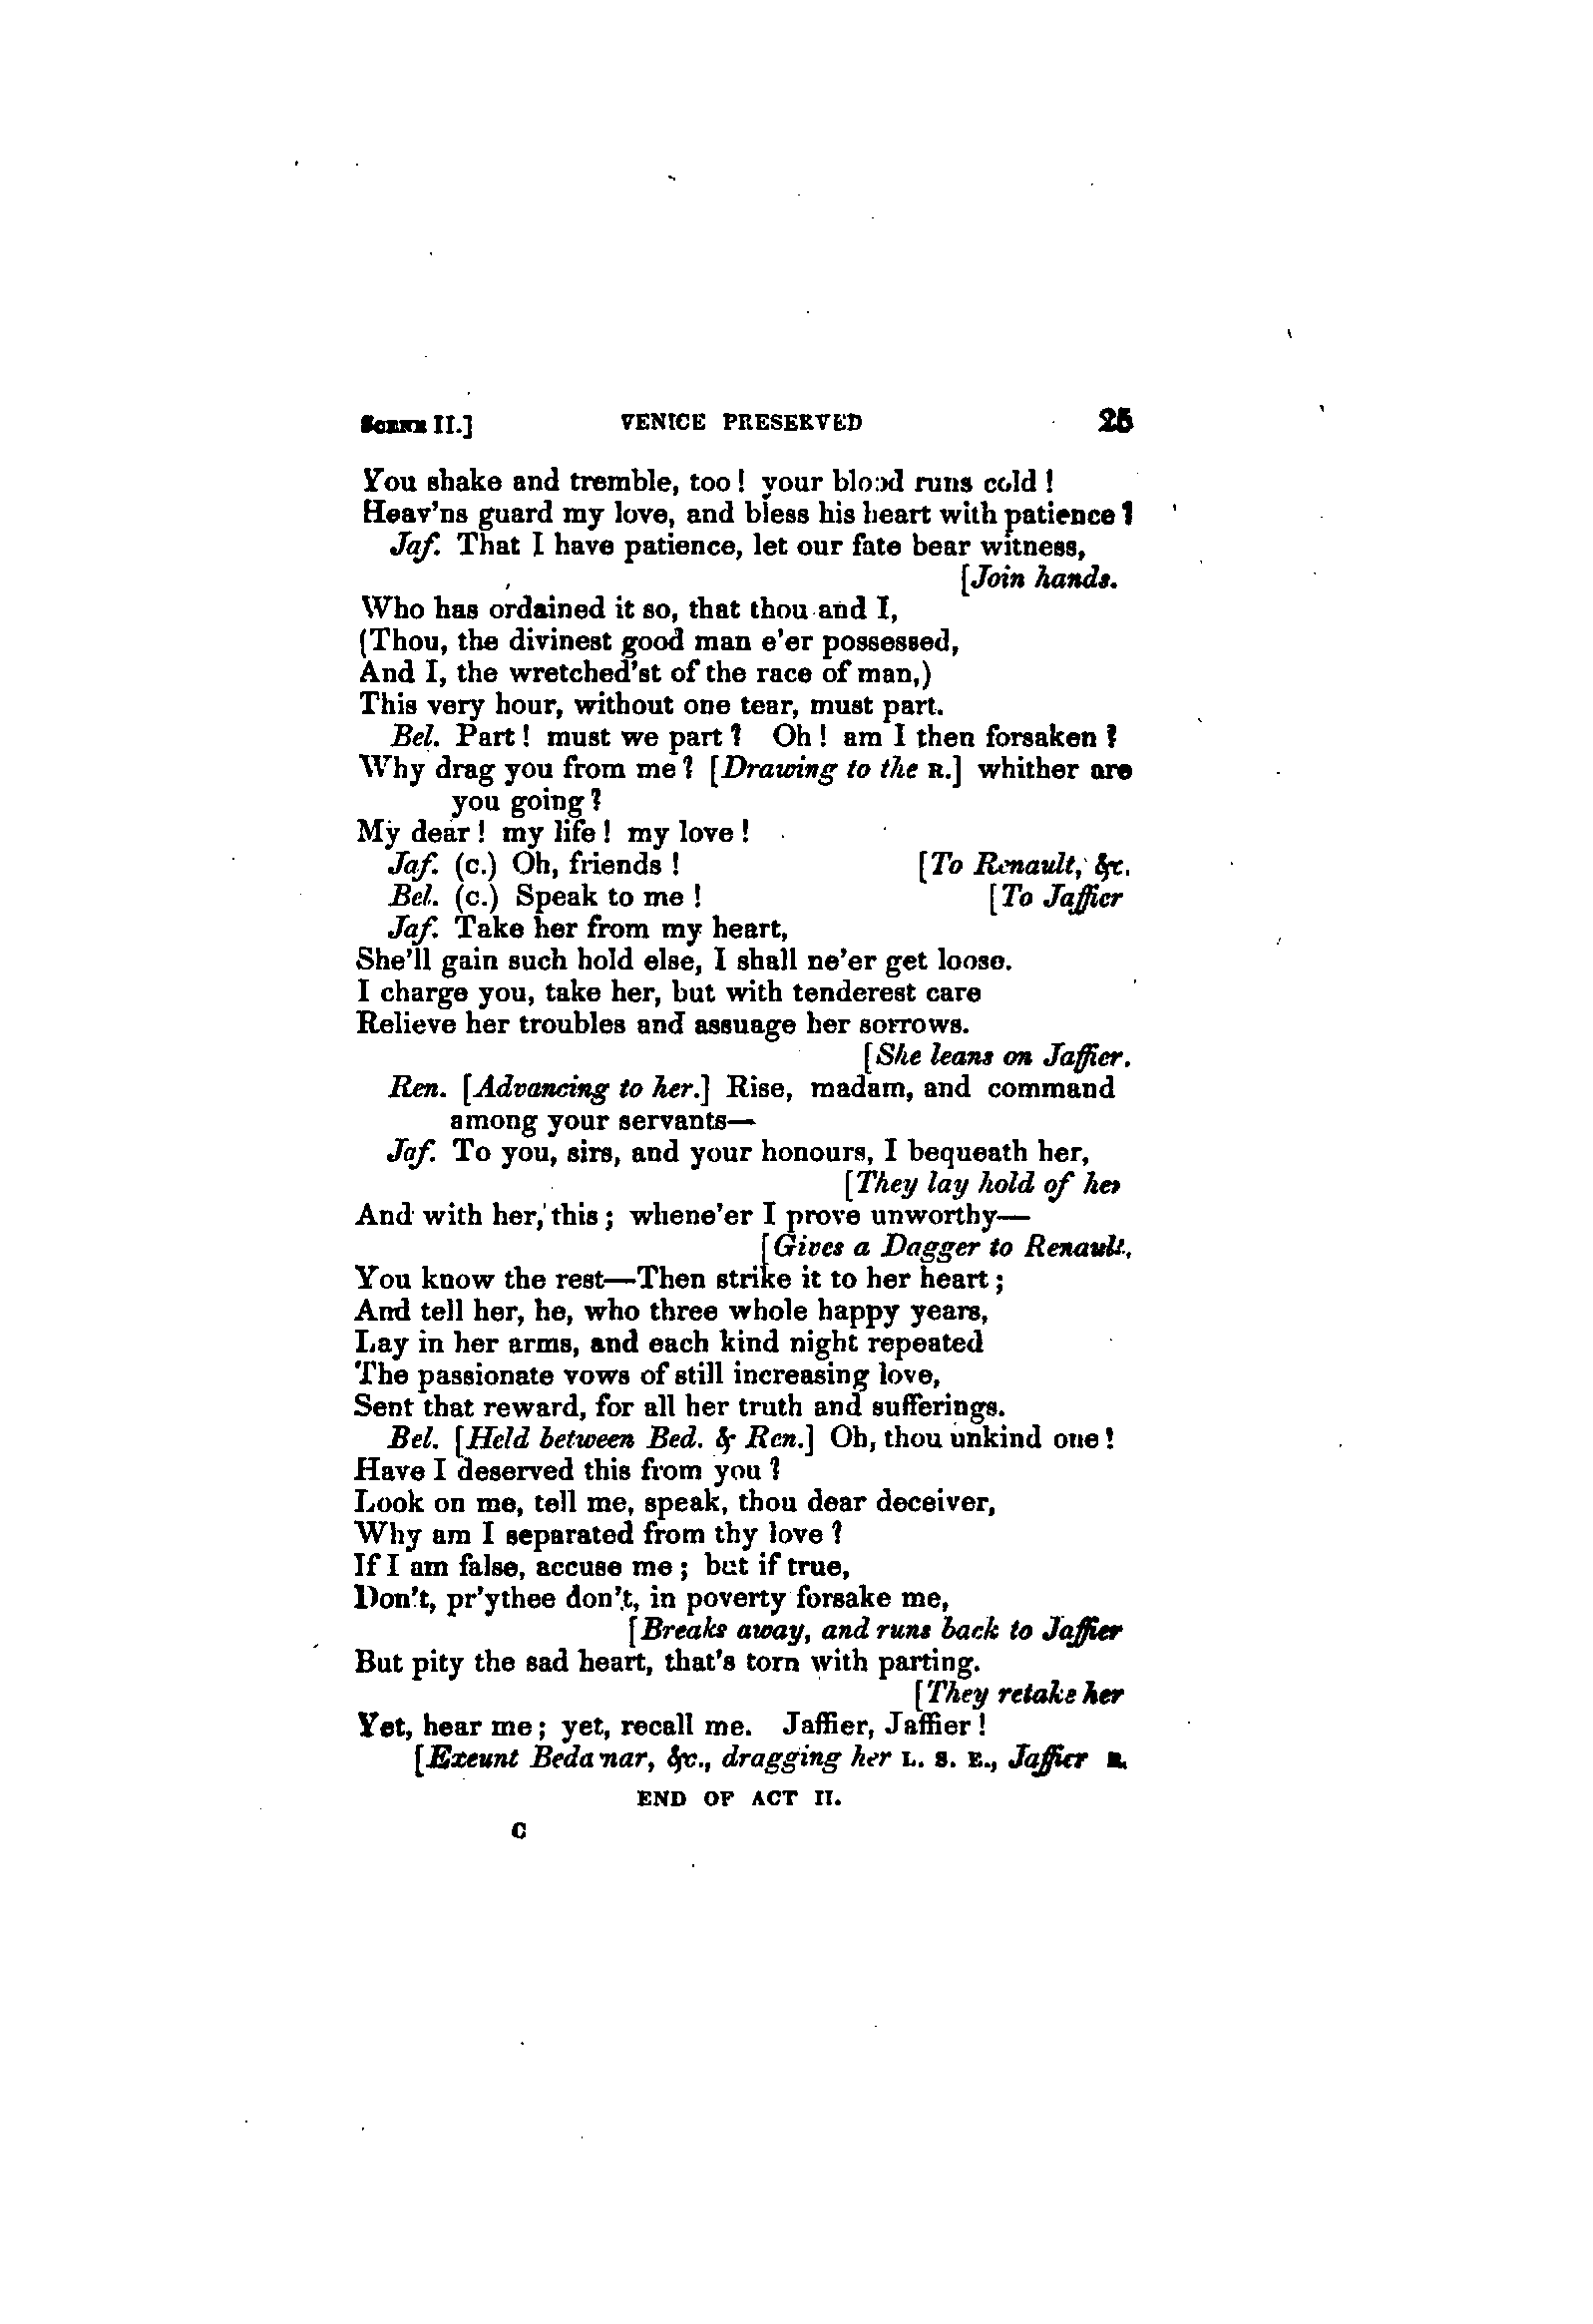 SCENE II.] VENICE PRESERVED 25
You shake and tremble, too! your blood runs cold!
Heav'ns guard my love, and bless his heart with patience!
Jaf. That I have patience, let our fate bear witness,
[Join hands.
Who has ordained it so, that thou and I,
(Thou, the divinest good man e'er possessed,
And I, the wretched'st of the race of man,)
This very hour, without one tear, must part.
Bel. Part! must we part? Oh! am I then forsaken?
Why drag you from me? [Drawing to the R.] whither are
you going?
My dear! my life! my love!
Jaf. (C.) Oh, friends! [To Renault, &c.
Bel. (C.) Speak to me! [To Jaffier
Jaf. Take her from my heart,
She'll gain such hold else, I shall ne'er get loose.
I charge you, take her, but with tenderest care
Relieve her troubles and assuage her sorrows.
[She leans on Jaffier.
Ren. [Advancing to her.] Rise, madam, and command
among your servants—
Jaf. To you, sirs, and your honours, I bequeath her,
[They lay hold of her
And with her, this; whene'er I prove unworthy—
[Gives a Dagger to Renault.
You know the rest—Then strike it to her heart;
And tell her, he, who three whole happy years,
Lay in her arms, and each kind night repeated
The passionate vows of still increasing love,
Sent that reward, for all her truth and sufferings.
Bel. [Held between Bed. & Ren.] Oh, thou unkind one!
Have I deserved this from you?
Look on me, tell me, speak, thou dear deceiver,
Why am I separated from thy love?
If I am false, accuse me; but if true,
Don't, pr'ythee don't, in poverty forsake me,
[Breaks away, and runs back to Jaffier
But pity the sad heart, that's torn with parting.
[They retake her
Yet, hear me; yet, recall me. Jaffier, Jaffier!
[Exeunt Bedamar, &c., dragging her L. S. E., Jaffier R.
END OF ACT II.
C